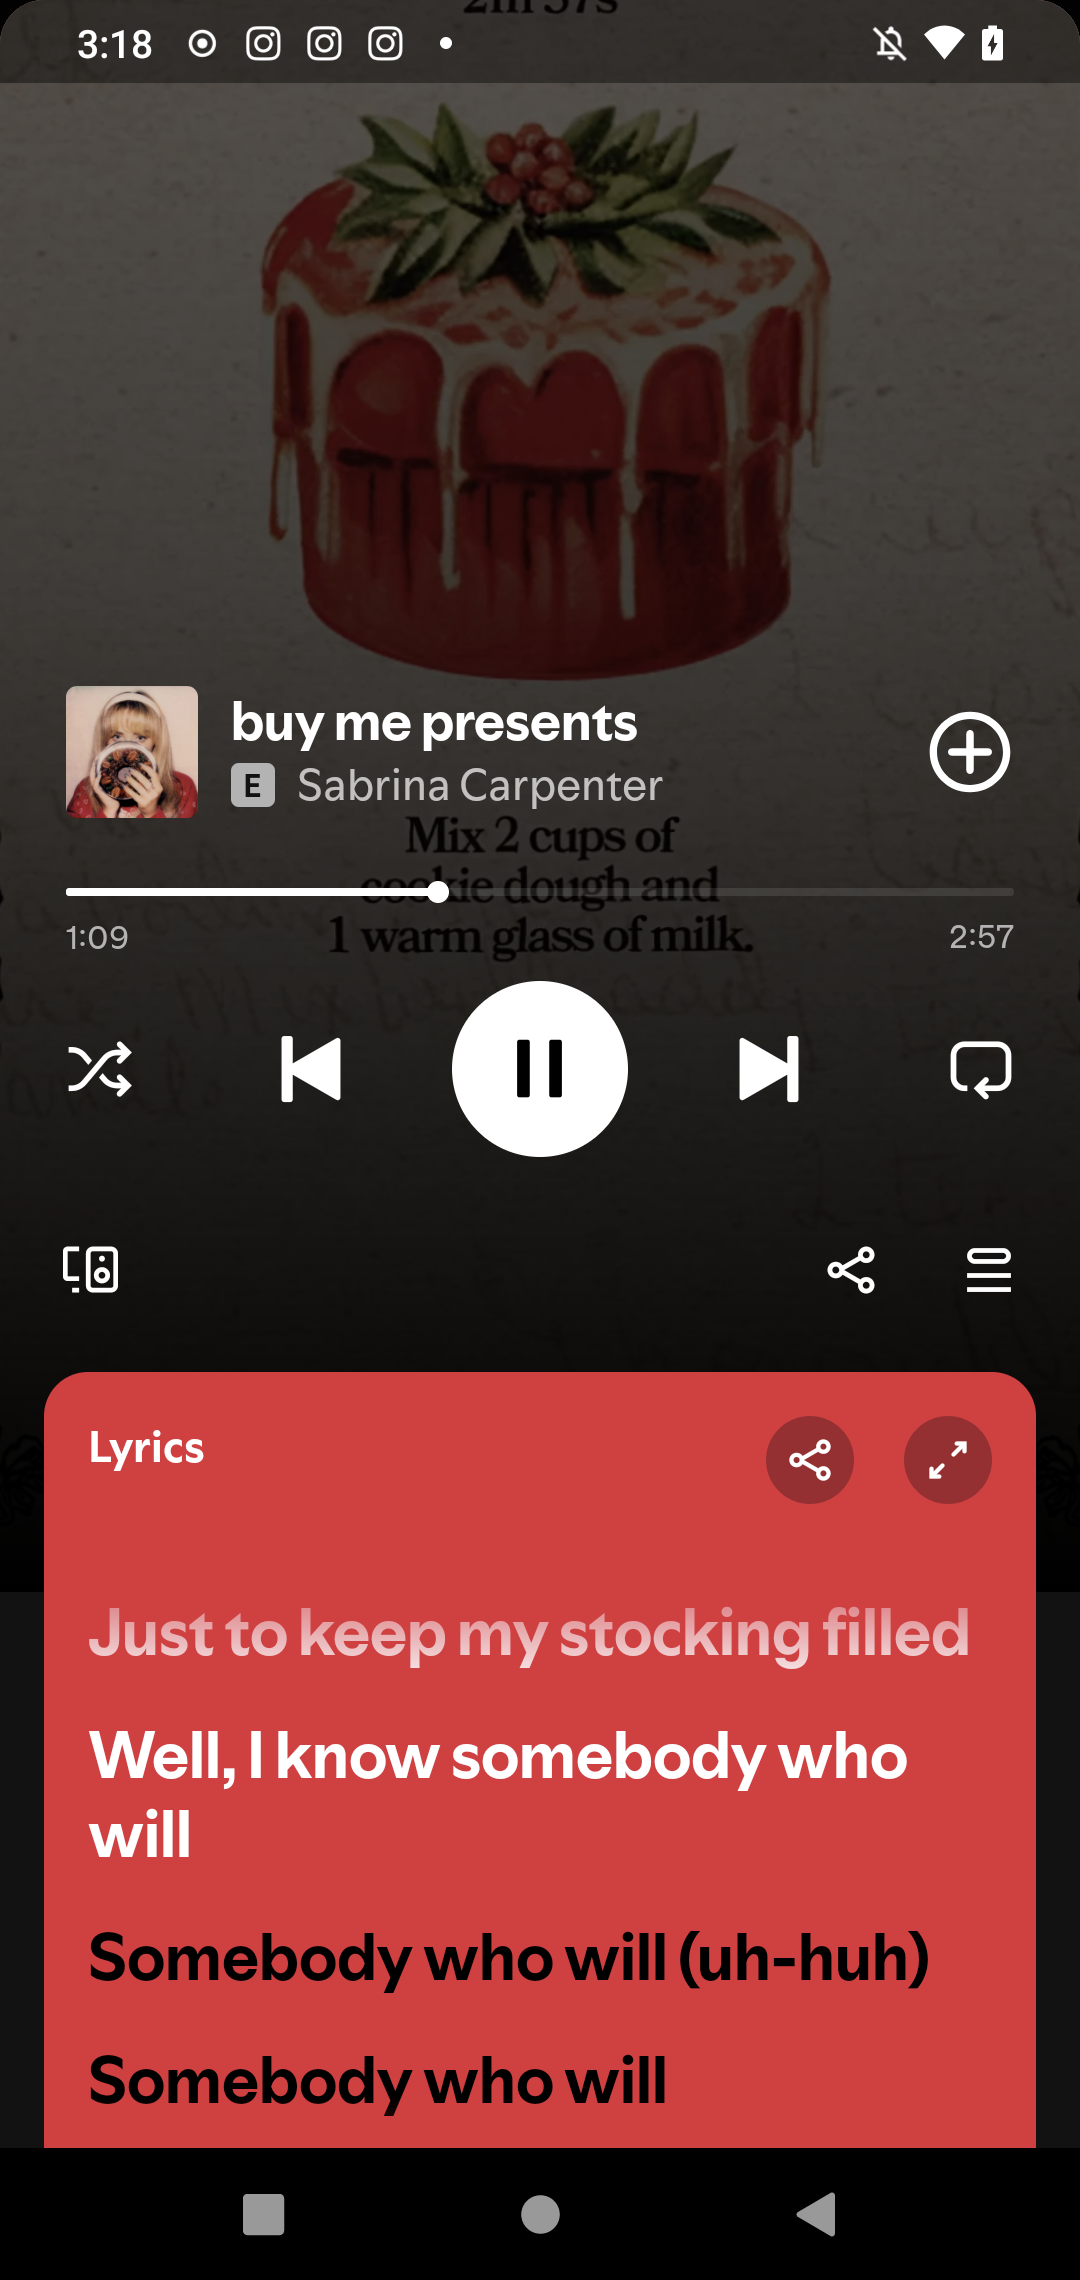 3:18
buy me presents
E Sabrina Carpenter
Mix 2 cups of
cookie dough and
1 warm glass of milk.
1:09
2:57
Lyrics
Just to keep my stocking filled
Well, I know somebody who
will
Somebody who will (uh-huh)
Somebody who will